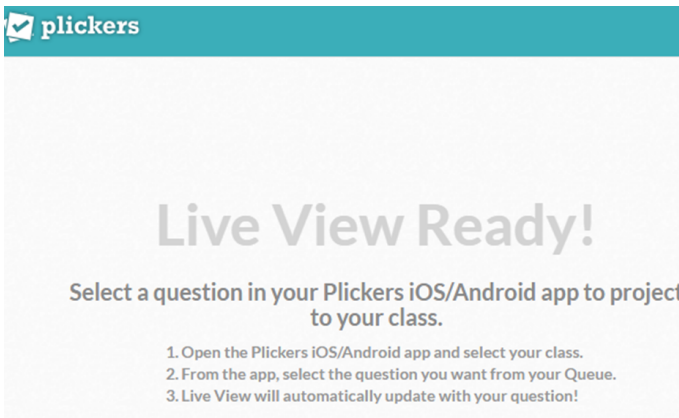 plickers
Live View Ready!
Select a question in your Plickers iOS/Android app to project
to your class.
1. Open the Plickers iOS/Android app and select your class.
2. From the app, select the question you want from your Queue.
3. Live View will automatically update with your question!